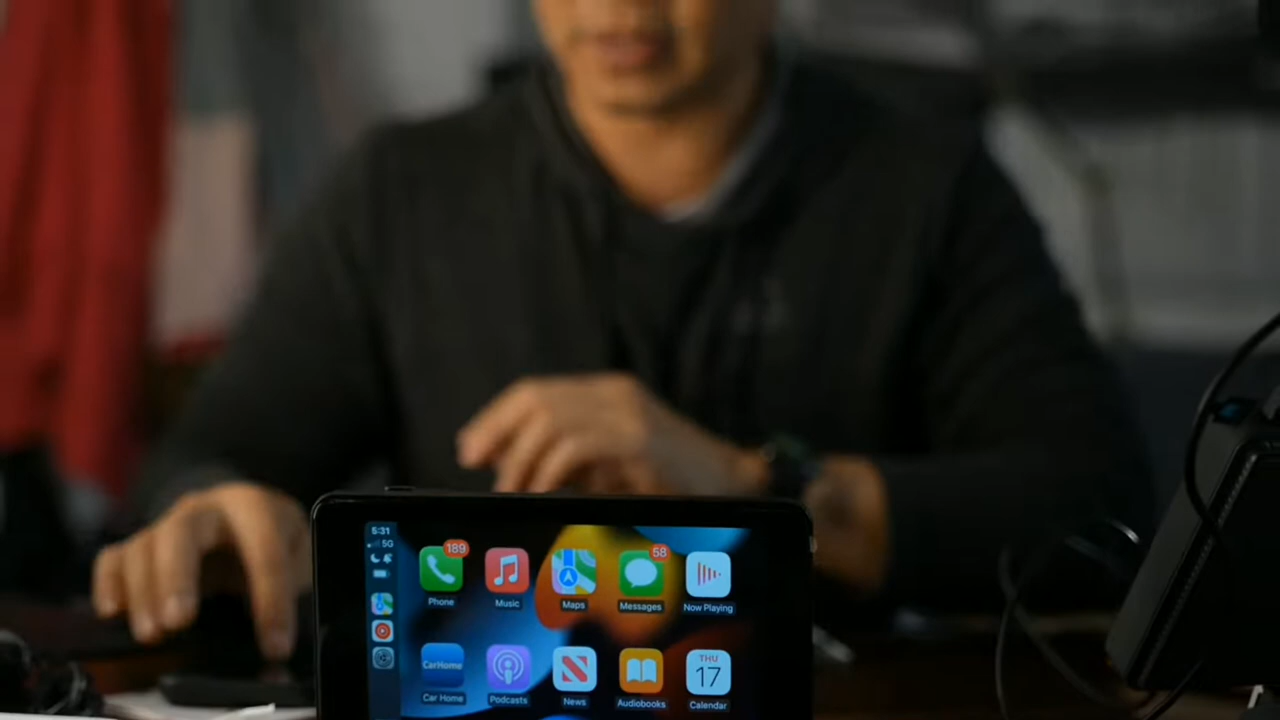 5:31
5G
189
58
Phone
Music
Maps
Messages
Now Playing
CarHome
THU
17
Car Home
Podcasts
News
Audiobooks
Calendar